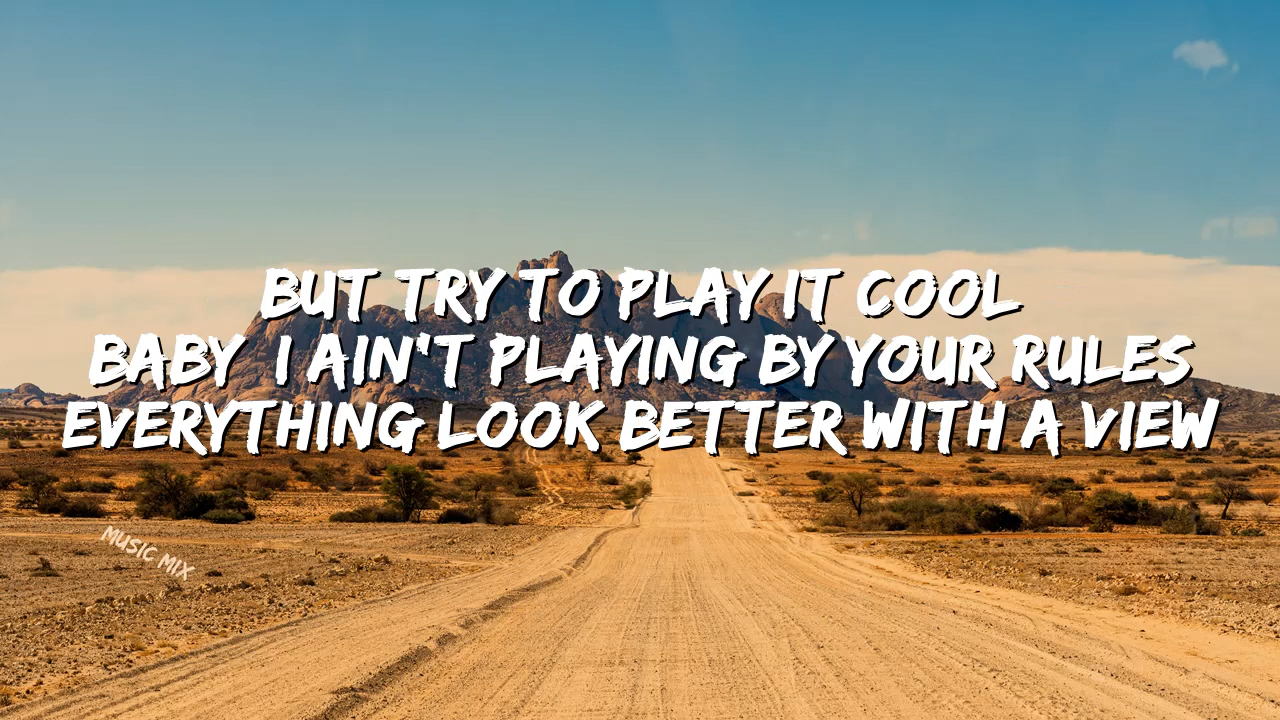 BUT TRY TO PLAY IT COOL
BABY I AIN'T PLAYING BY YOUR RULES
EVERYTHING LOOK BETTER WITH A VIEW
MUSIC MIX